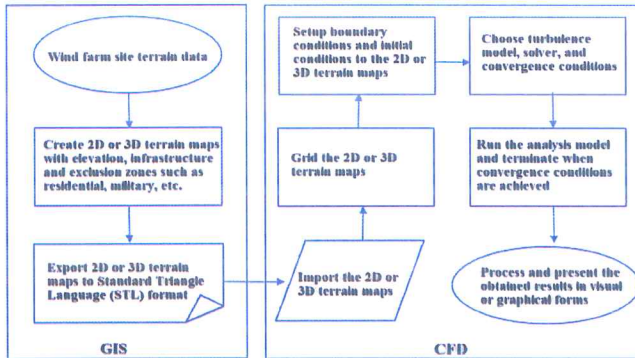 Wind farm site terrain data
Create 2D or 3D terrain maps
with elevation, infrastructure
and exclusion zones such as
residential, military, etc.
Export 2D or 3D terrain
maps to Standard Triangle
Language (STL) format
GIS
Import the 2D or
3D terrain maps
Grid the 2D or 3D
terrain maps
Setup boundary
conditions and initial
conditions to the 2D or
3D terrain maps
Choose turbulence
model, solver, and
convergence conditions
Run the analysis model
and terminate when
convergence conditions
are achieved
Process and present the
obtained results in visual
or graphical forms
CFD